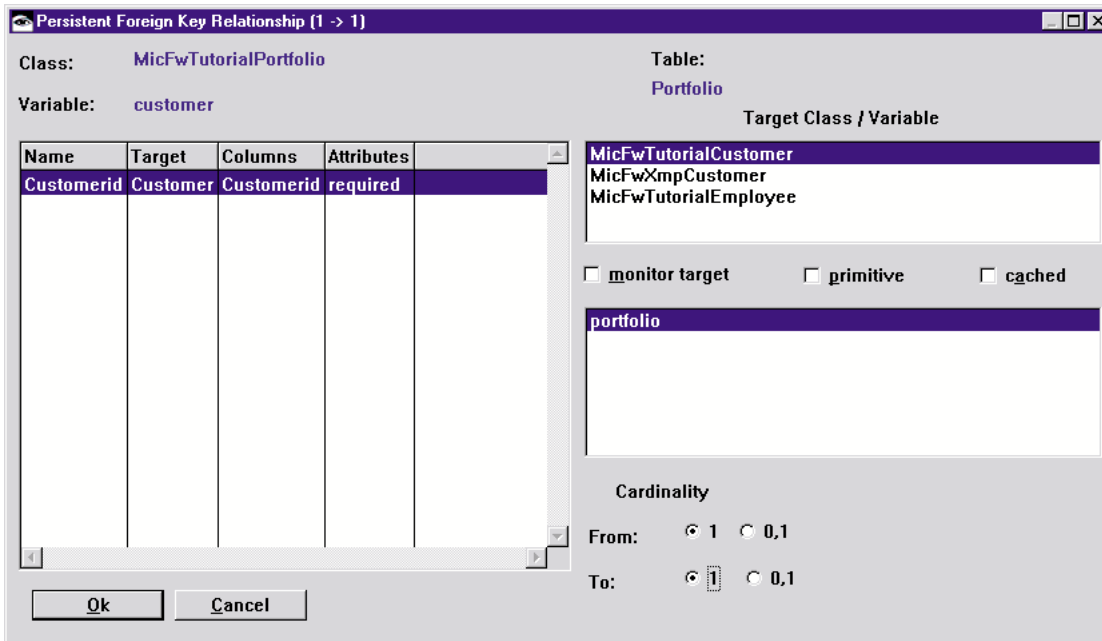 Persistent Foreign Key Relationship (1 -> 1)
Class: MicFwTutorialPortfolio
Table:
Portfolio
Variable: customer
Target Class / Variable
Name Target Columns Attributes
Customerid Customer Customerid required
MicFwTutorialCustomer
MicFwXmpCustomer
MicFwTutorialEmployee
monitor target primitive cached
portfolio
Cardinality
From: 1 0,1
To: 1 0,1
Ok Cancel